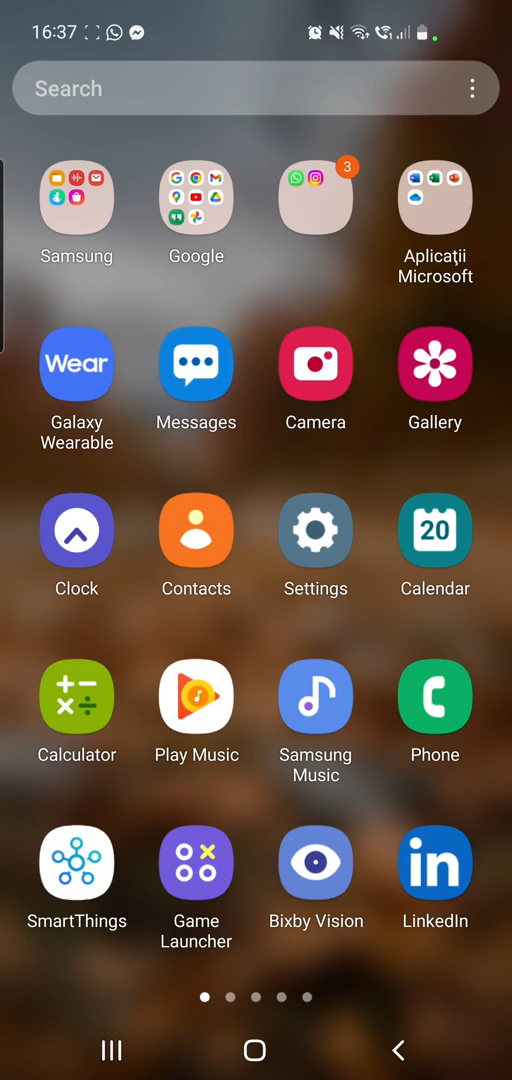 16:37
Search
3
Samsung
Google
Aplicaţii
Microsoft
Wear
Galaxy
Wearable
Messages
Camera
Gallery
Clock
Contacts
Settings
20
Calendar
Calculator
Play Music
Samsung
Music
Phone
SmartThings
Game
Launcher
Bixby Vision
in
LinkedIn